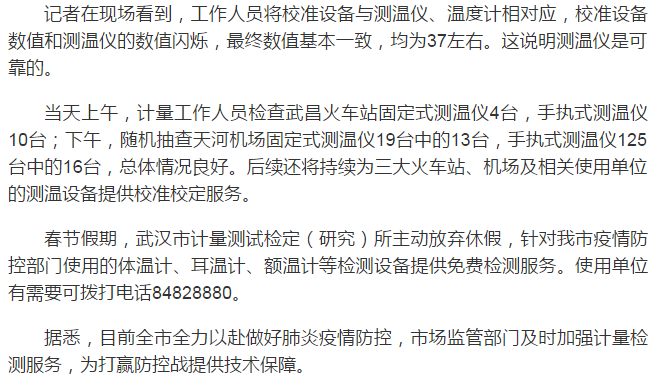 记者在现场看到，工作人员将校准设备与测温仪、温度计相对应，校准设备
数值和测温仪的数值闪烁，最终数值基本一致，均为37左右。这说明测温仪是可
靠的。
当天上午，计量工作人员检查武昌火车站固定式测温仪4台，手执式测温仪
10台；下午，随机抽查天河机场固定式测温仪19台中的13台，手执式测温仪125
台中的16台，总体情况良好。后续还将持续为三大火车站、机场及相关使用单位
的测温设备提供校准校定服务。
春节假期，武汉市计量测试检定（研究）所主动放弃休假，针对我市疫情防
控部门使用的体温计、耳温计、额温计等检测设备提供免费检测服务。使用单位
有需要可拨打电话84828880。
据悉，目前全市全力以赴做好肺炎疫情防控，市场监管部门及时加强计量检
测服务，为打赢防控战提供技术保障。